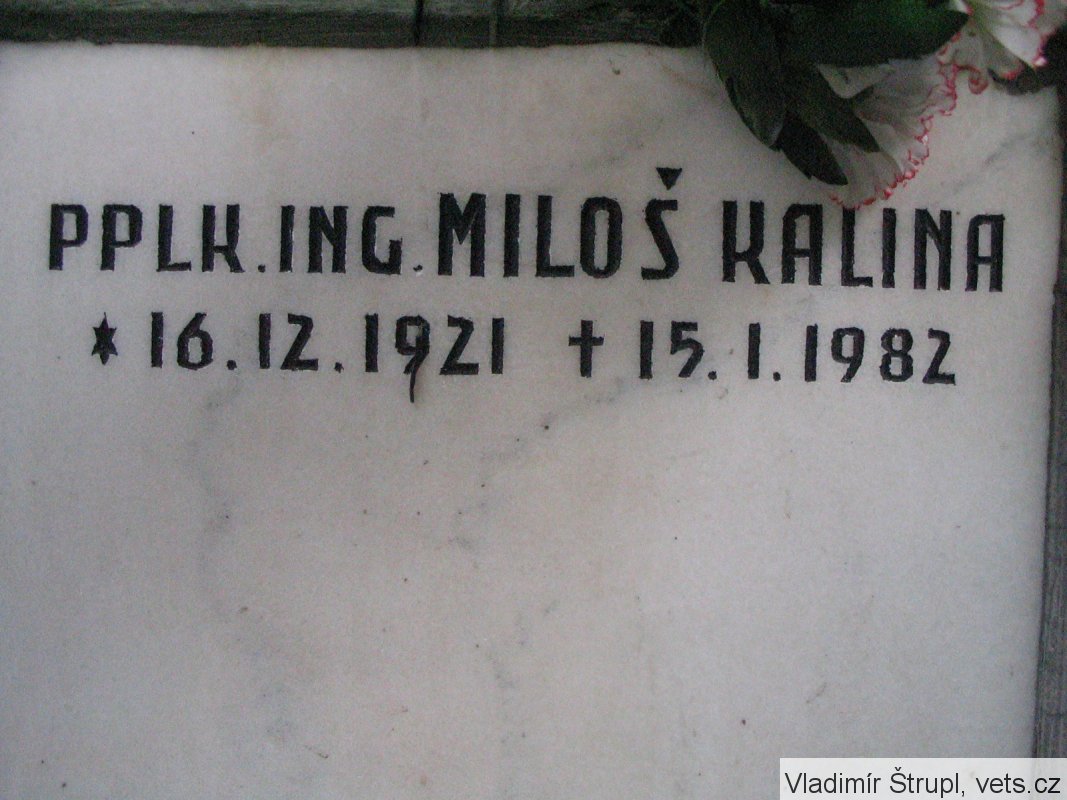 PPLK. ING. MILOŠ KALINA
* 16. 12. 1921 † 15. 1. 1982
Vladimír Štrupl, vets.cz